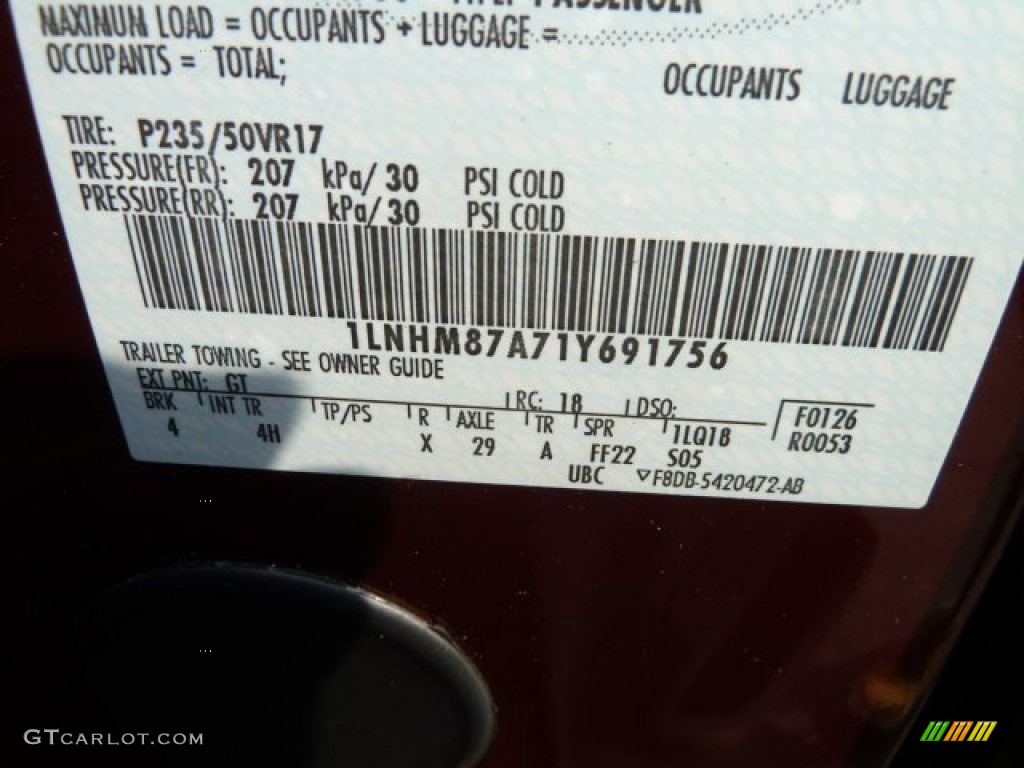 PASSENGER
MAXIMUM LOAD = OCCUPANTS + LUGGAGE =
OCCUPANTS = TOTAL;
OCCUPANTS LUGGAGE
TIRE: P235/50VR17
PRESSURE(FR): 207 kPa/ 30 PSI COLD
PRESSURE(RR): 207 kPa/ 30 PSI COLD
1LNHM87A71Y691756
TRAILER TOWING - SEE OWNER GUIDE
EXT PNT: GT RC: 18 DSO:
BRK INT TR TP/PS R AXLE TR SPR 1LQ18 F0126
4 4H X 29 A FF22 S05 R0053
UBC ▽F8DB-5420472-AB
GTCARLOT.COM